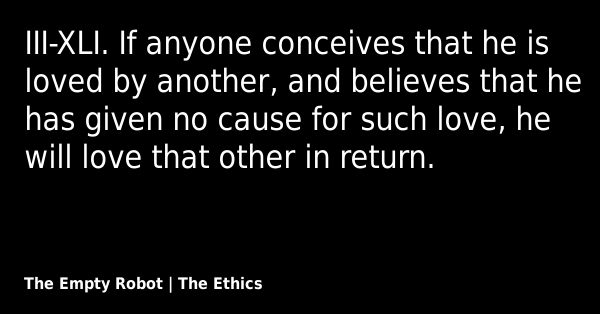 III-XLI. If anyone conceives that he is
loved by another, and believes that he
has given no cause for such love, he
will love that other in return.
The Empty Robot | The Ethics